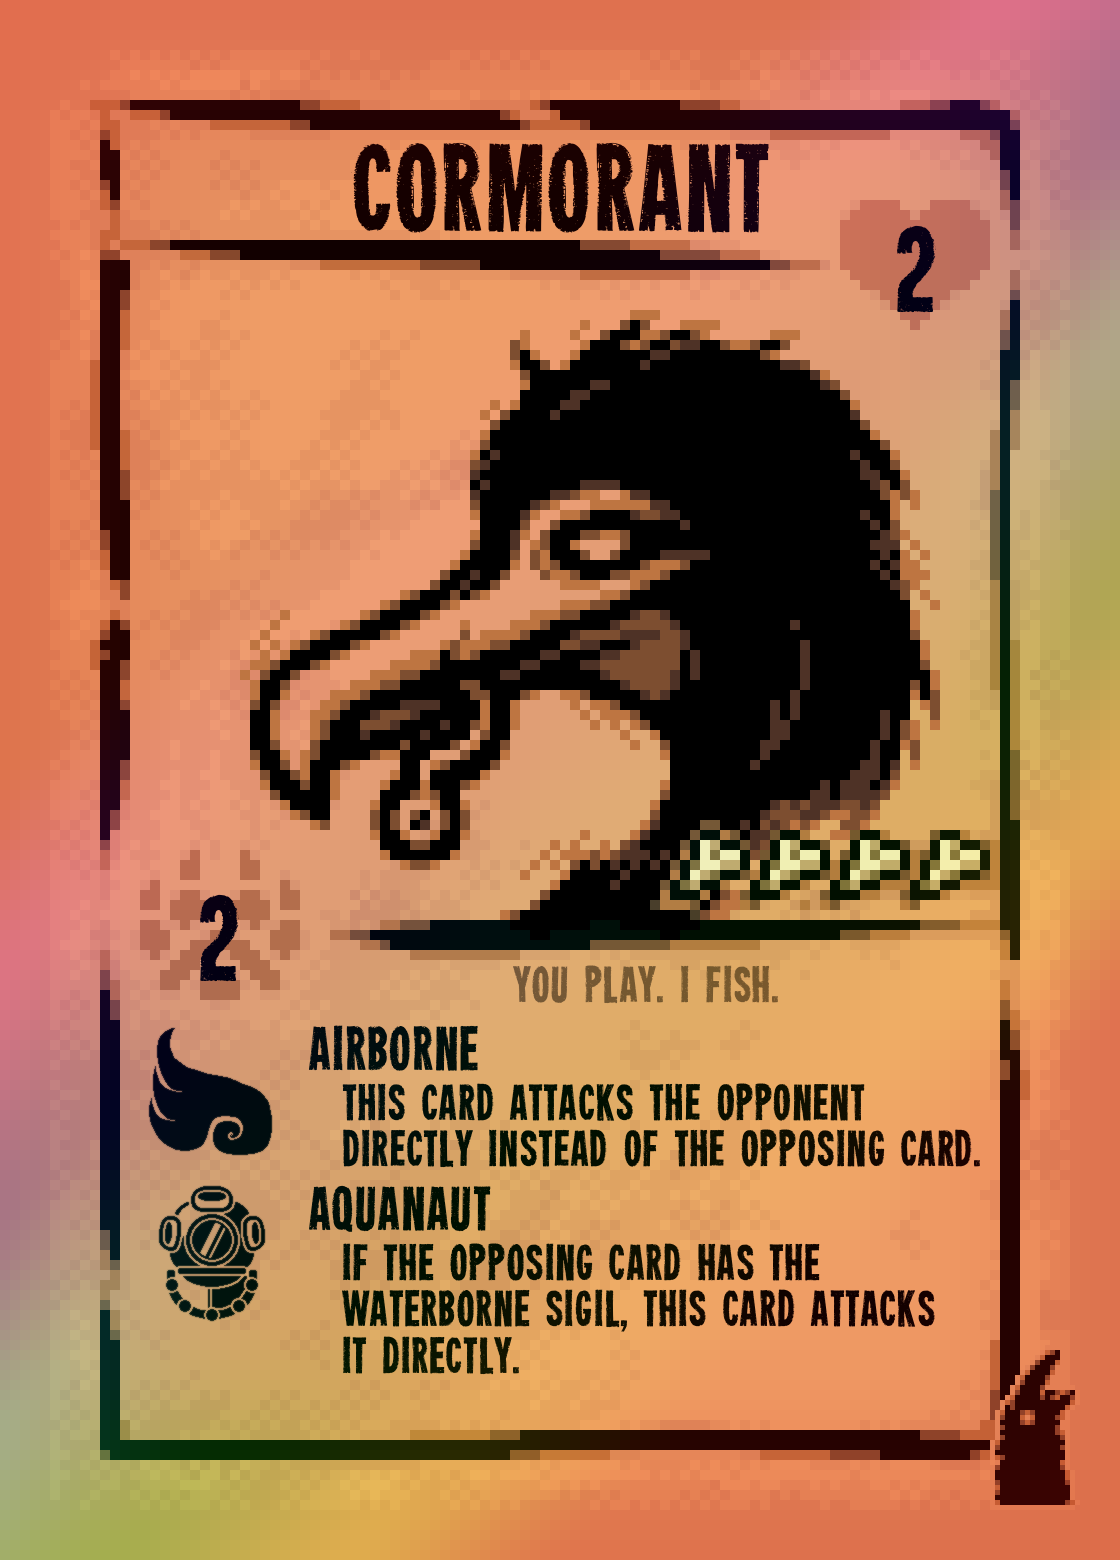 CORMORANT
2
2
YOU PLAY. I FISH.
AIRBORNE
THIS CARD ATTACKS THE OPPONENT
DIRECTLY INSTEAD OF THE OPPOSING CARD.
AQUANAUT
IF THE OPPOSING CARD HAS THE
WATERBORNE SIGIL, THIS CARD ATTACKS
IT DIRECTLY.